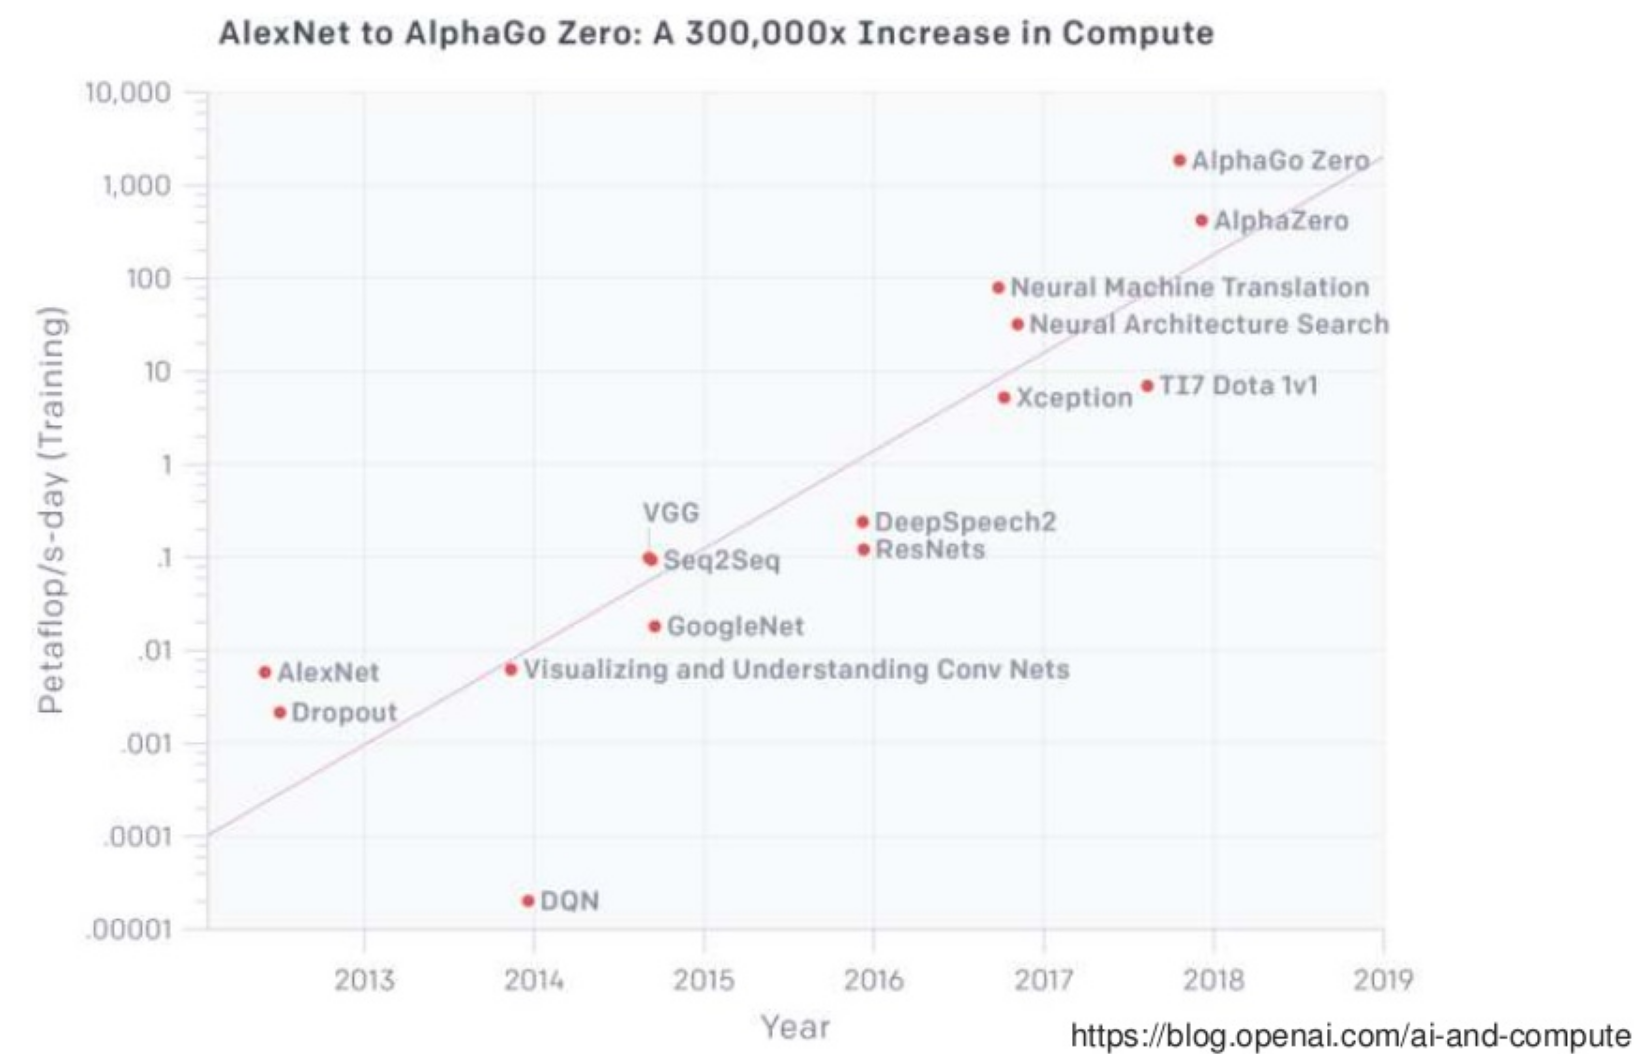 AlexNet to AlphaGo Zero: A 300,000x Increase in Compute
10,000
1,000
100
10
1
.1
.01
.001
.0001
.00001
Petaflop/s-day (Training)
AlphaGo Zero
AlphaZero
Neural Machine Translation
Neural Architecture Search
TI7 Dota 1v1
Xception
VGG
DeepSpeech2
ResNets
Seq2Seq
GoogleNet
AlexNet
Visualizing and Understanding Conv Nets
Dropout
DQN
2013 2014 2015 2016 2017 2018 2019
Year
https://blog.openai.com/ai-and-compute